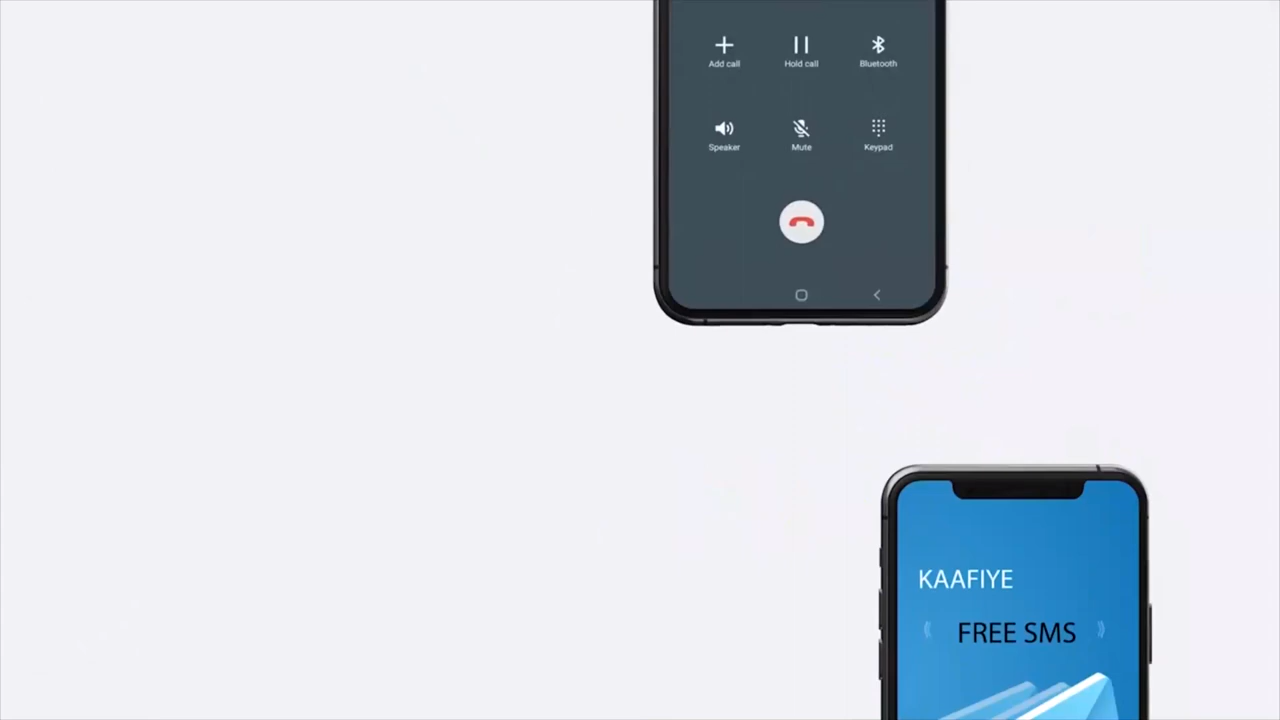 Add call Hold call Bluetooth
Speaker Mute Keypad
KAAFIYE
FREE SMS